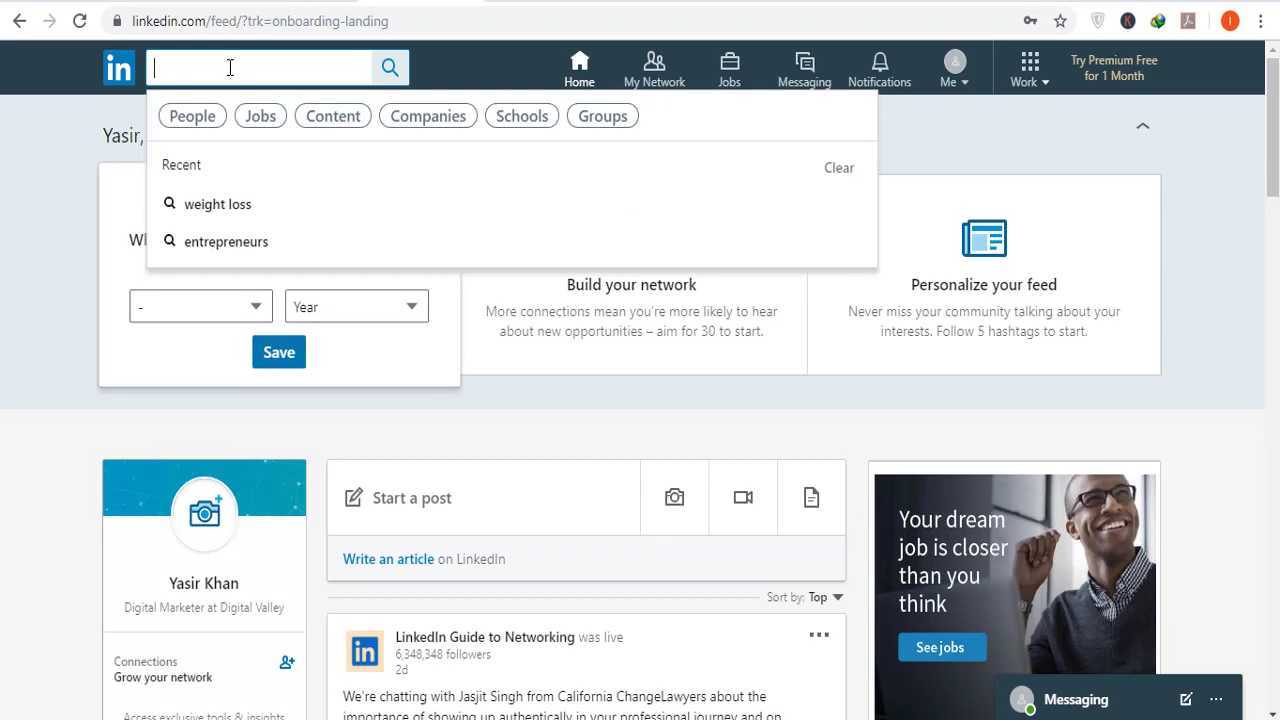 linkedin.com/feed/?trk=onboarding-landing
K
I
in
Home
My Network
Jobs
Messaging
Notifications
Me
Work
Try Premium Free
for 1 Month
Yasir,
People
Jobs
Content
Companies
Schools
Groups
Recent
Clear
weight loss
entrepreneurs
-
Year
Save
Build your network
More connections mean you're more likely to hear
about new opportunities – aim for 30 to start.
Personalize your feed
Never miss your community talking about your
interests. Follow 5 hashtags to start.
Yasir Khan
Digital Marketer at Digital Valley
Connections
Grow your network
Access exclusive tools & insights
Start a post
Write an article on LinkedIn
Sort by: Top
in
LinkedIn Guide to Networking was live
6,348,348 followers
2d
We're chatting with Jasjit Singh from California ChangeLawyers about the
importance of showing up authentically in your professional journey and on
Your dream
job is closer
than you
think
See jobs
Messaging